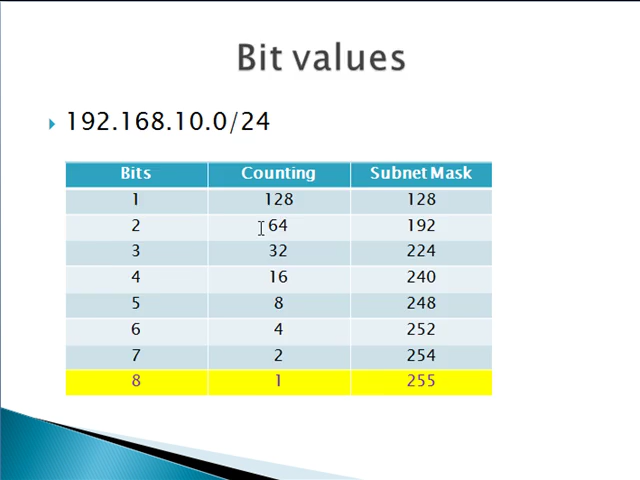 Bit values
192.168.10.0/24
Bits Counting Subnet Mask
1 128 128
2 64 192
3 32 224
4 16 240
5 8 248
6 4 252
7 2 254
8 1 255